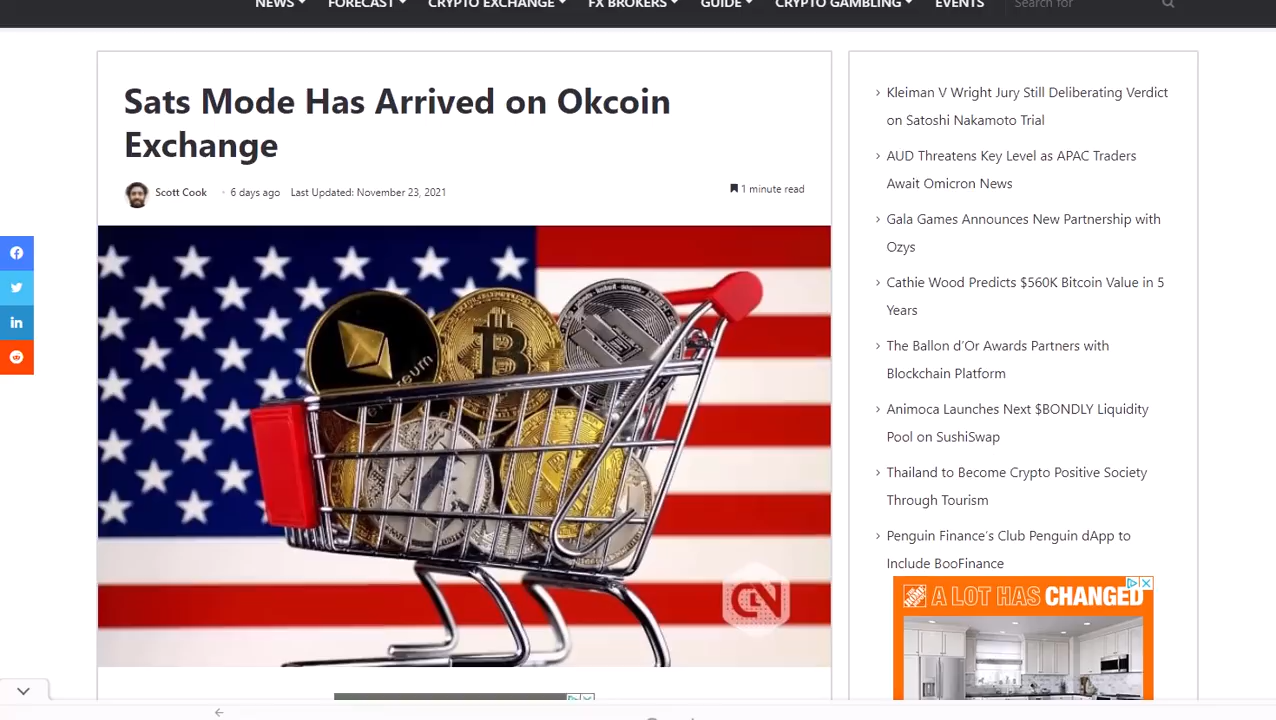 NEWS FORECAST CRYPTO EXCHANGE FX BROKERS GUIDE CRYPTO GAMBLING EVENTS Search for
Sats Mode Has Arrived on Okcoin
Exchange
Scott Cook 6 days ago Last Updated: November 23, 2021 1 minute read
CN
Kleiman V Wright Jury Still Deliberating Verdict
on Satoshi Nakamoto Trial
AUD Threatens Key Level as APAC Traders
Await Omicron News
Gala Games Announces New Partnership with
Ozys
Cathie Wood Predicts $560K Bitcoin Value in 5
Years
The Ballon d’Or Awards Partners with
Blockchain Platform
Animoca Launches Next $BONDLY Liquidity
Pool on SushiSwap
Thailand to Become Crypto Positive Society
Through Tourism
Penguin Finance’s Club Penguin dApp to
Include BooFinance
A LOT HAS CHANGED